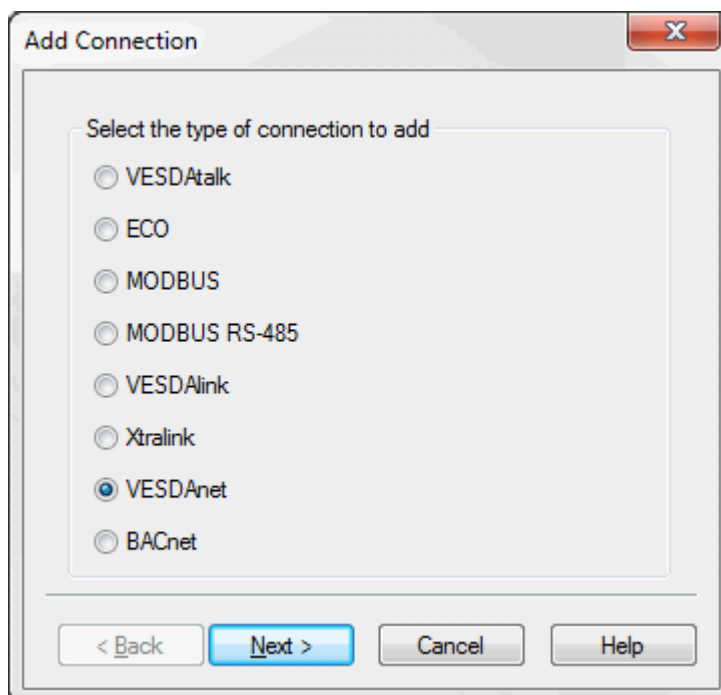 Add Connection
Select the type of connection to add
VESDAtalk
ECO
MODBUS
MODBUS RS-485
VESDAlink
Xtralink
VESDAnet
BACnet
< Back Next > Cancel Help